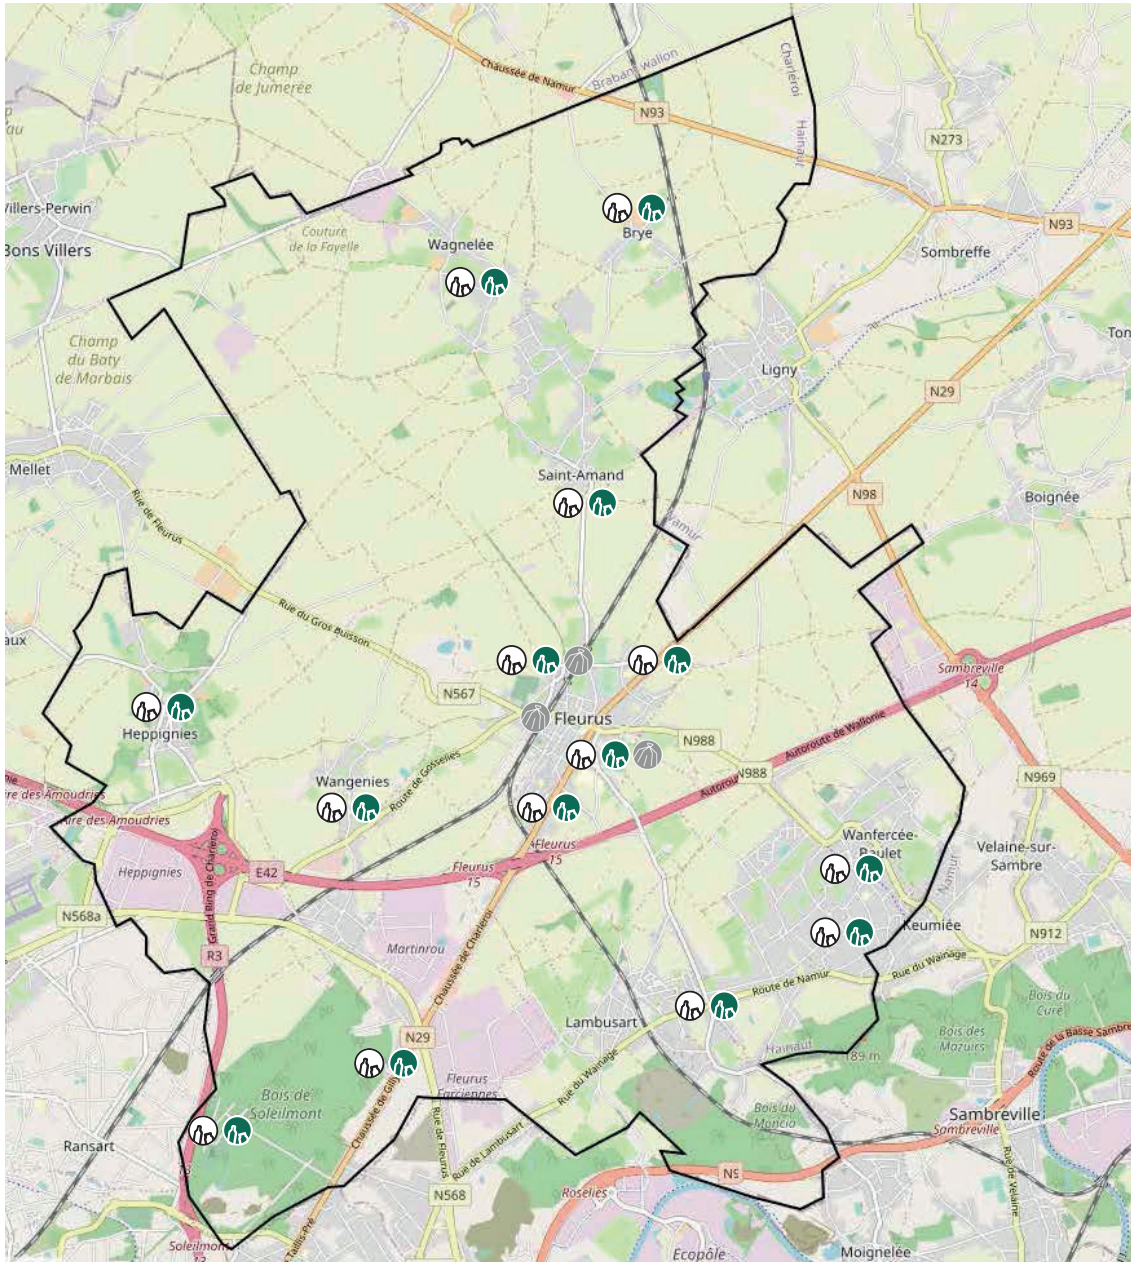 Champ
de Jumerée
Chaussée de Namur
Brabant wallon
Charleroi
Hainaut
N93
N273
Villers-Perwin
Bons Villers
Couture
de la Fayelle
Wagnelée
Brye
N93
Sombreffe
Champ
du Baty
de Marbais
Ligny
N29
Mellet
Rue de Fleurus
Saint-Amand
N98
Boignée
Namur
Rue du Gros Buisson
aux
N567
Sambreville
14
Heppignies
Fleurus
N988
N988
Autoroute de Wallonie
Wangenies
Route de Gosselies
N969
Aire des Amoudries
Aire des Amoudries
Grand Ring de Charleroi
Heppignies
E42
Fleurus
15
Fleurus
15
Wanfercée-
Baulet
Velaine-sur-
Sambre
Namur
N568a
Keumiée
N912
R3
Martinrou
Chaussée de Charleroi
Route de Namur
Rue du Wainage
Lambusart
Bois du
Curé
Bois des
Mazuirs
Route de la Basse Sambre
N29
Hainaut
189 m
Fleurus
Farciennes
Rue du Wainage
Bois de
Soleilmont
Chaussée de Gilly
Rue de Fleurus
Bois du
Moncia
Sambreville
Sambreville
Ransart
Rue de Lambusart
N568
Roselies
Rue de Velaine
Soleilmont
Taillis-Pré
Ecopôle
Moignelée